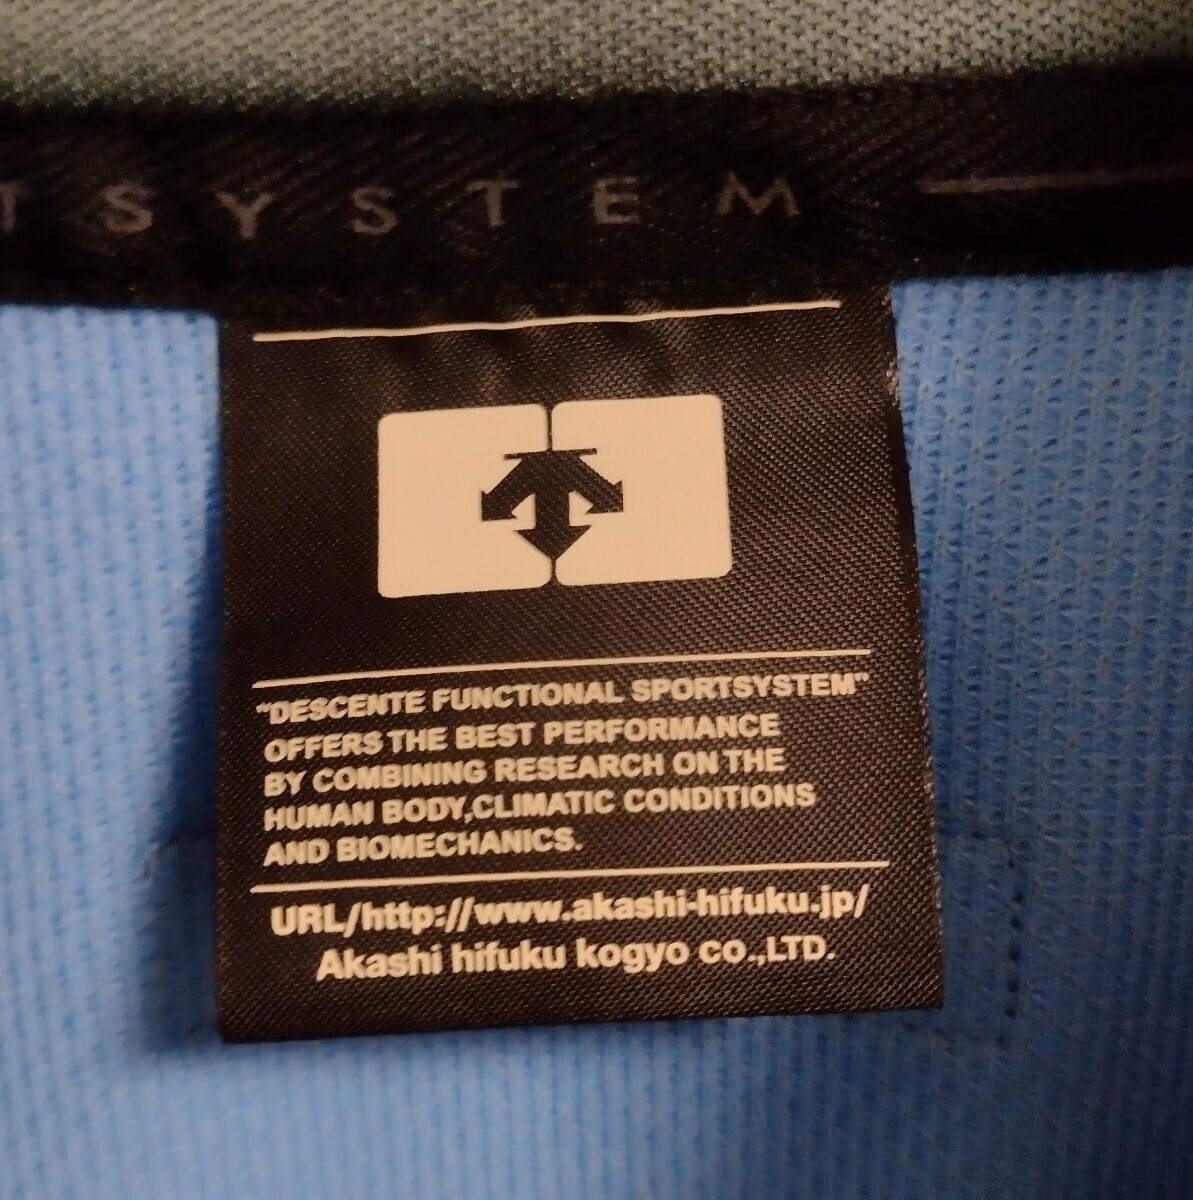 TSYSTEM
"DESCENTE FUNCTIONAL SPORTSYSTEM"
OFFERS THE BEST PERFORMANCE
BY COMBINING RESEARCH ON THE
HUMAN BODY,CLIMATIC CONDITIONS
AND BIOMECHANICS.
URL/http://www.akashi-hifuku.jp/
Akashi hifuku kogyo co.,LTD.